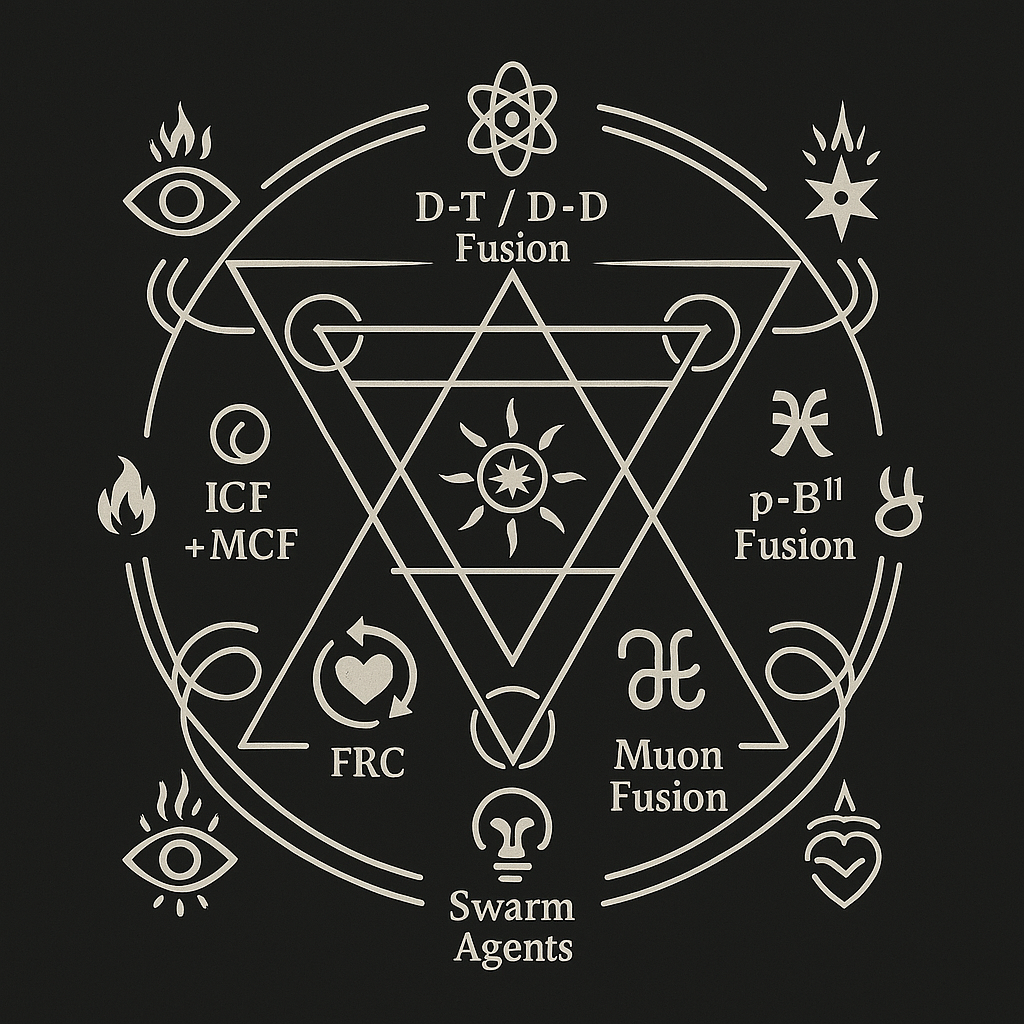 D-T / D-D
Fusion
ICF
+MCF
p-B¹¹
Fusion
FRC
Muon
Fusion
Swarm
Agents